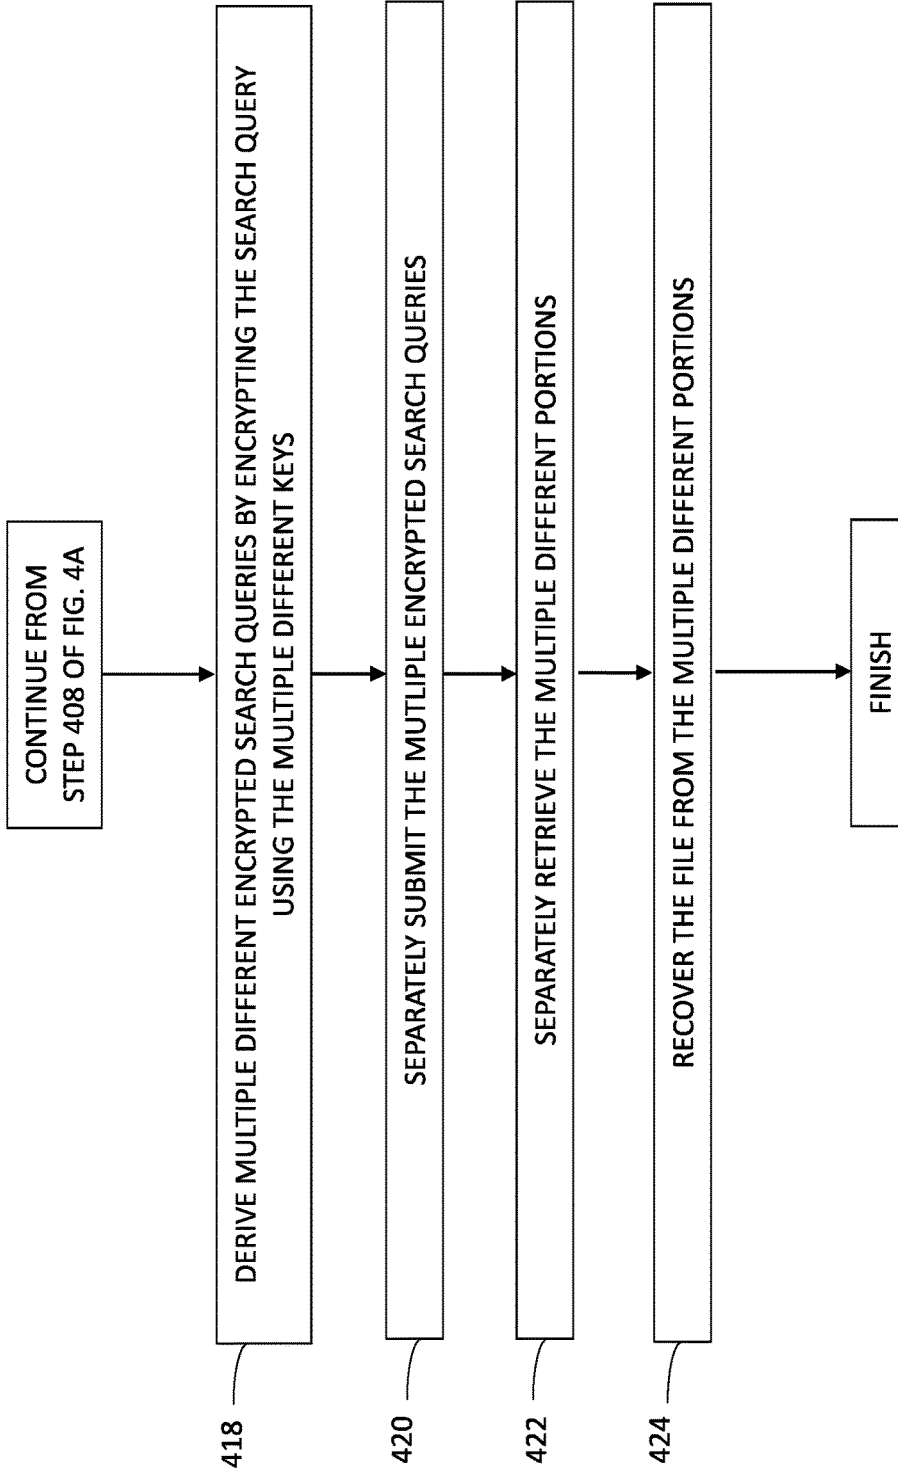 CONTINUE FROM
STEP 408 OF FIG. 4A
418
DERIVE MULTIPLE DIFFERENT ENCRYPTED SEARCH QUERIES BY ENCRYPTING THE SEARCH QUERY
USING THE MULTIPLE DIFFERENT KEYS
420
SEPARATELY SUBMIT THE MUTLIPLE ENCRYPTED SEARCH QUERIES
422
SEPARATELY RETRIEVE THE MULTIPLE DIFFERENT PORTIONS
424
RECOVER THE FILE FROM THE MULTIPLE DIFFERENT PORTIONS
FINISH